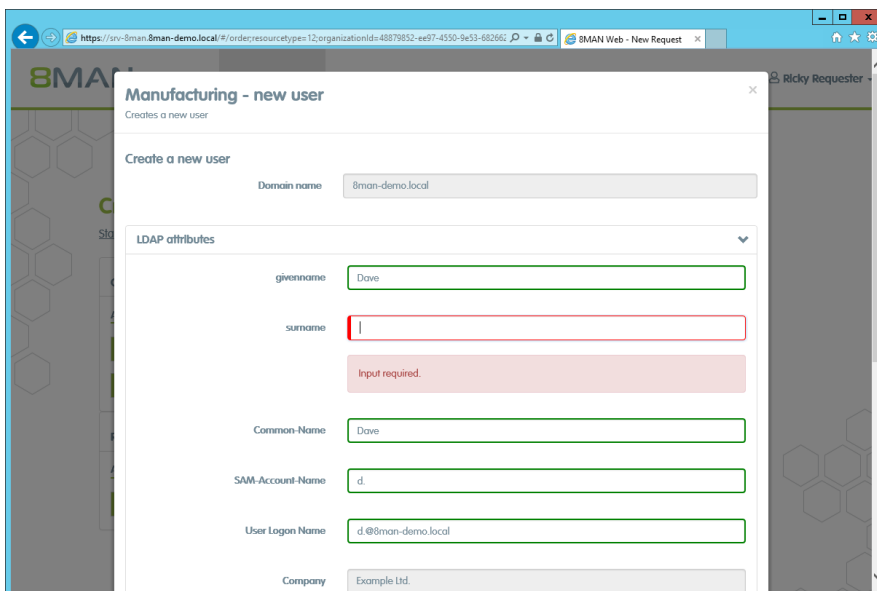 https://srv-8man.8man-demo.local/#/order;resourcetype=12;organizationId=48879852-ee97-4550-9e53-68266
8MAN Web - New Request
8MA
Ricky Requester
Manufacturing - new user
Creates a new user
Create a new user
Domain name
8man-demo.local
C
Sta
LDAP attributes
givenname
Dave
surname
Input required.
Common-Name
Dave
SAM-Account-Name
d.
User Logon Name
d.@8man-demo.local
Company
Example Ltd.